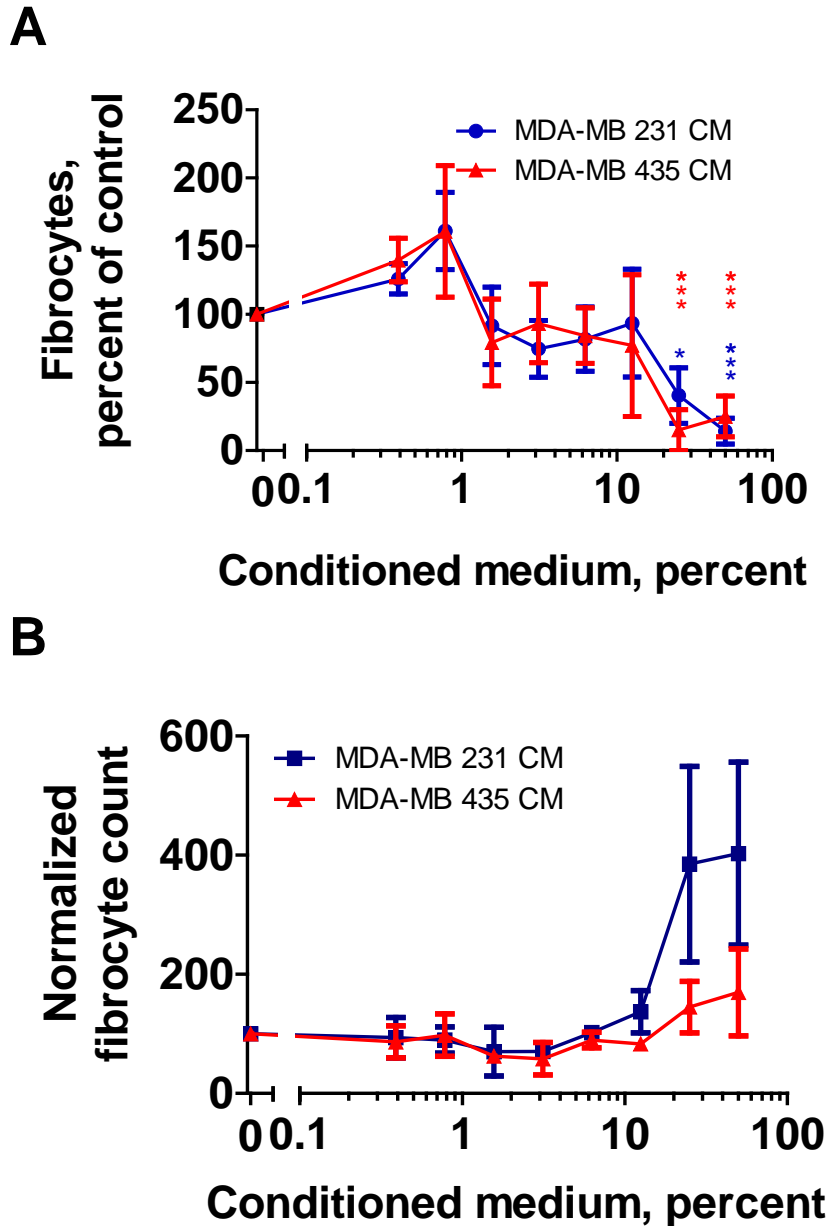 A
Fibrocytes,
percent of control
250
200
150
100
50
0
MDA-MB 231 CM
MDA-MB 435 CM
***
***
*
***
0 0.1 1 10 100
Conditioned medium, percent
B
Normalized
fibrocyte count
600
400
200
0
MDA-MB 231 CM
MDA-MB 435 CM
0 0.1 1 10 100
Conditioned medium, percent